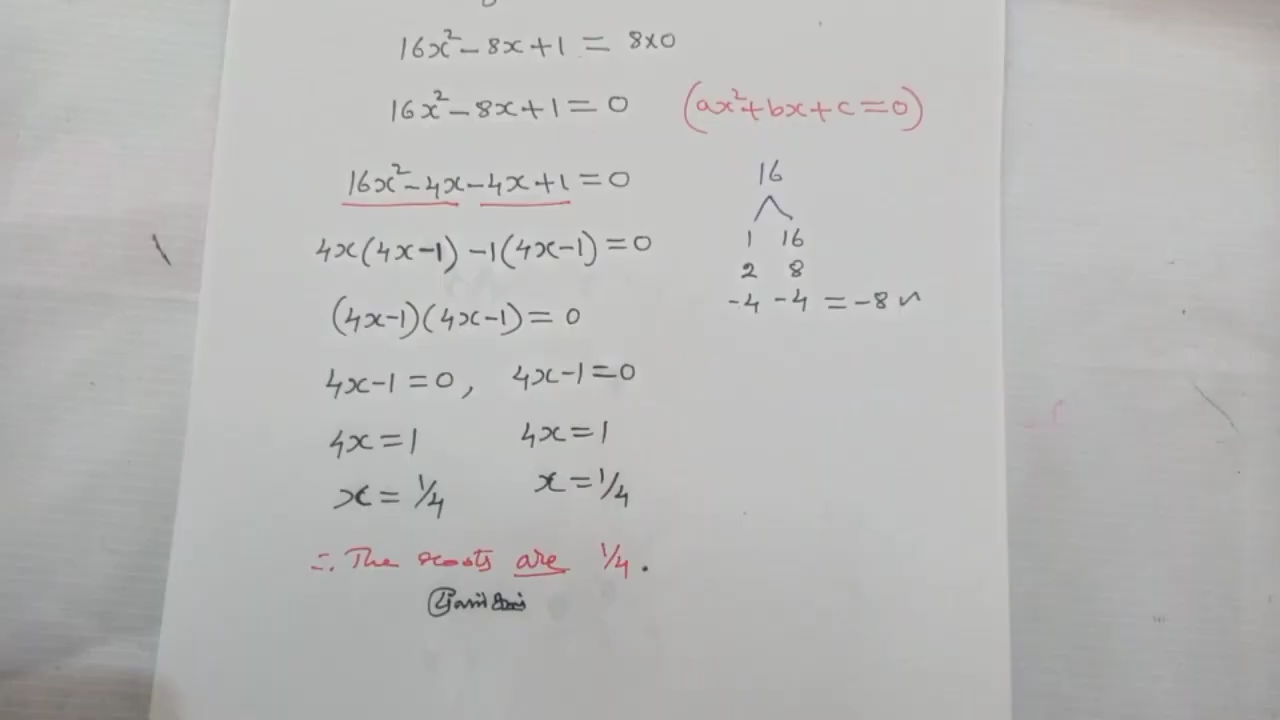 16x² - 8x + 1 = 8x0
16x² - 8x + 1 = 0 (ax² + bx + c = 0)
16x² - 4x - 4x + 1 = 0
4x(4x-1) -1(4x-1) = 0
(4x-1)(4x-1) = 0
4x-1 = 0, 4x-1 = 0
4x = 1 4x = 1
x = 1/4 x = 1/4
∴ The roots are 1/4.
16
1 16
2 8
-4 -4 = -8